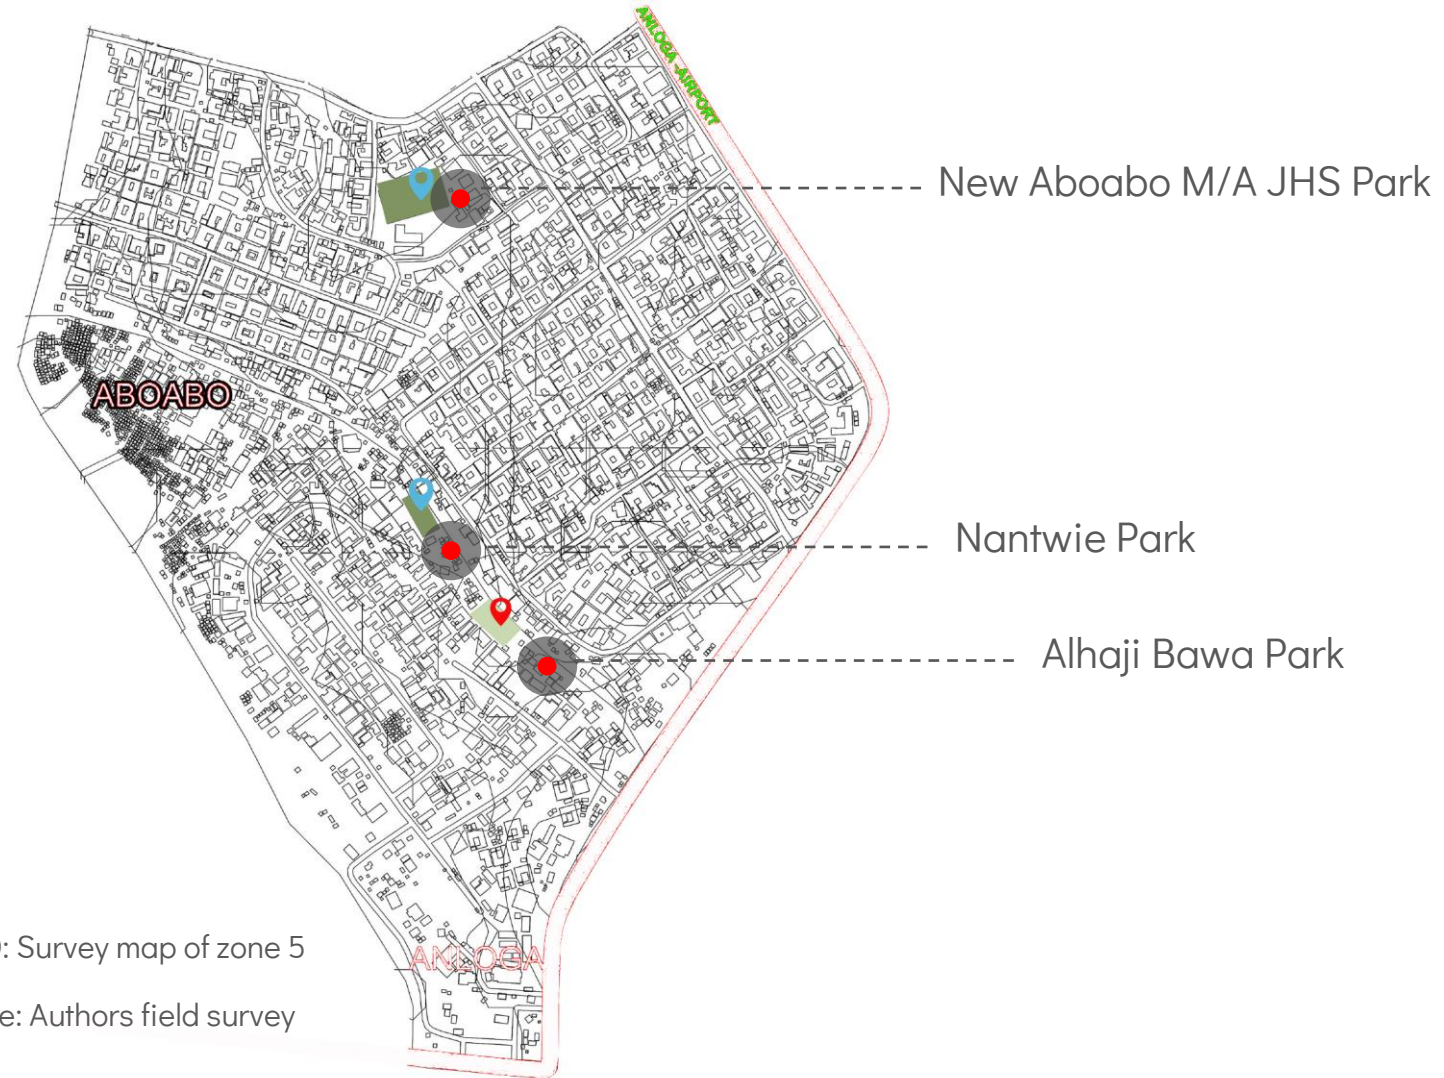 ANLOGA -AIRPORT
New Aboabo M/A JHS Park
ABOABO
Nantwie Park
Alhaji Bawa Park
: Survey map of zone 5
ANLOGA
e: Authors field survey